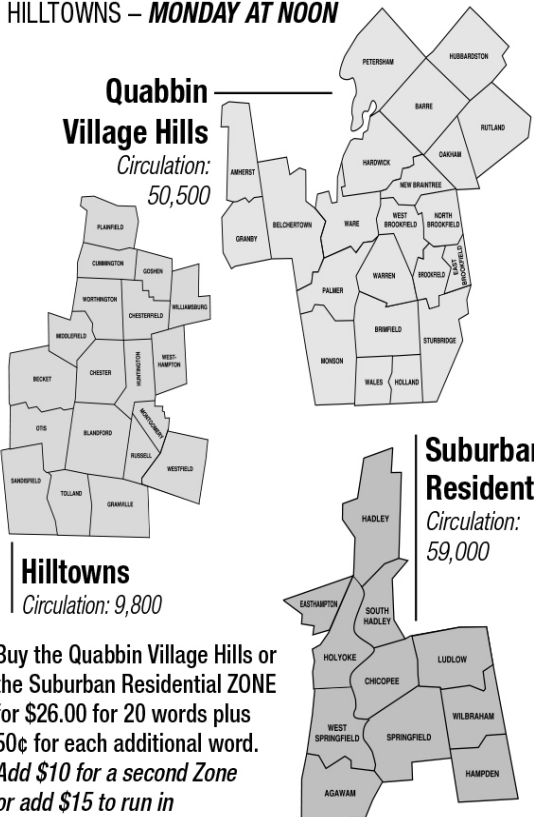 HILLTOWNS – MONDAY AT NOON
Quabbin
Village Hills
Circulation:
50,500
PETERSHAM
HUBBARDSTON
BARRE
RUTLAND
HARDWICK
OAKHAM
NEW BRAINTREE
AMHERST
GRANBY
BELCHERTOWN
WARE
WEST
BROOKFIELD
NORTH
BROOKFIELD
EAST
BROOKFIELD
BROOKFIELD
WARREN
PALMER
BRIMFIELD
STURBRIDGE
MONSON
WALES
HOLLAND
PLAINFIELD
CUMMINGTON
GOSHEN
WORTHINGTON
WILLIAMSBURG
CHESTERFIELD
MIDDLEFIELD
WEST-
HAMPTON
HUNTINGTON
CHESTER
BECKET
MONTGOMERY
OTIS
BLANDFORD
RUSSELL
WESTFIELD
SANDISFIELD
TOLLAND
GRANVILLE
Hilltowns
Circulation: 9,800
Suburban
Resident
Circulation:
59,000
HADLEY
EASTHAMPTON
SOUTH
HADLEY
HOLYOKE
CHICOPEE
LUDLOW
WEST
SPRINGFIELD
SPRINGFIELD
WILBRAHAM
HAMPDEN
AGAWAM
Buy the Quabbin Village Hills or
the Suburban Residential ZONE
for $26.00 for 20 words plus
50¢ for each additional word.
Add $10 for a second Zone
or add $15 to run in